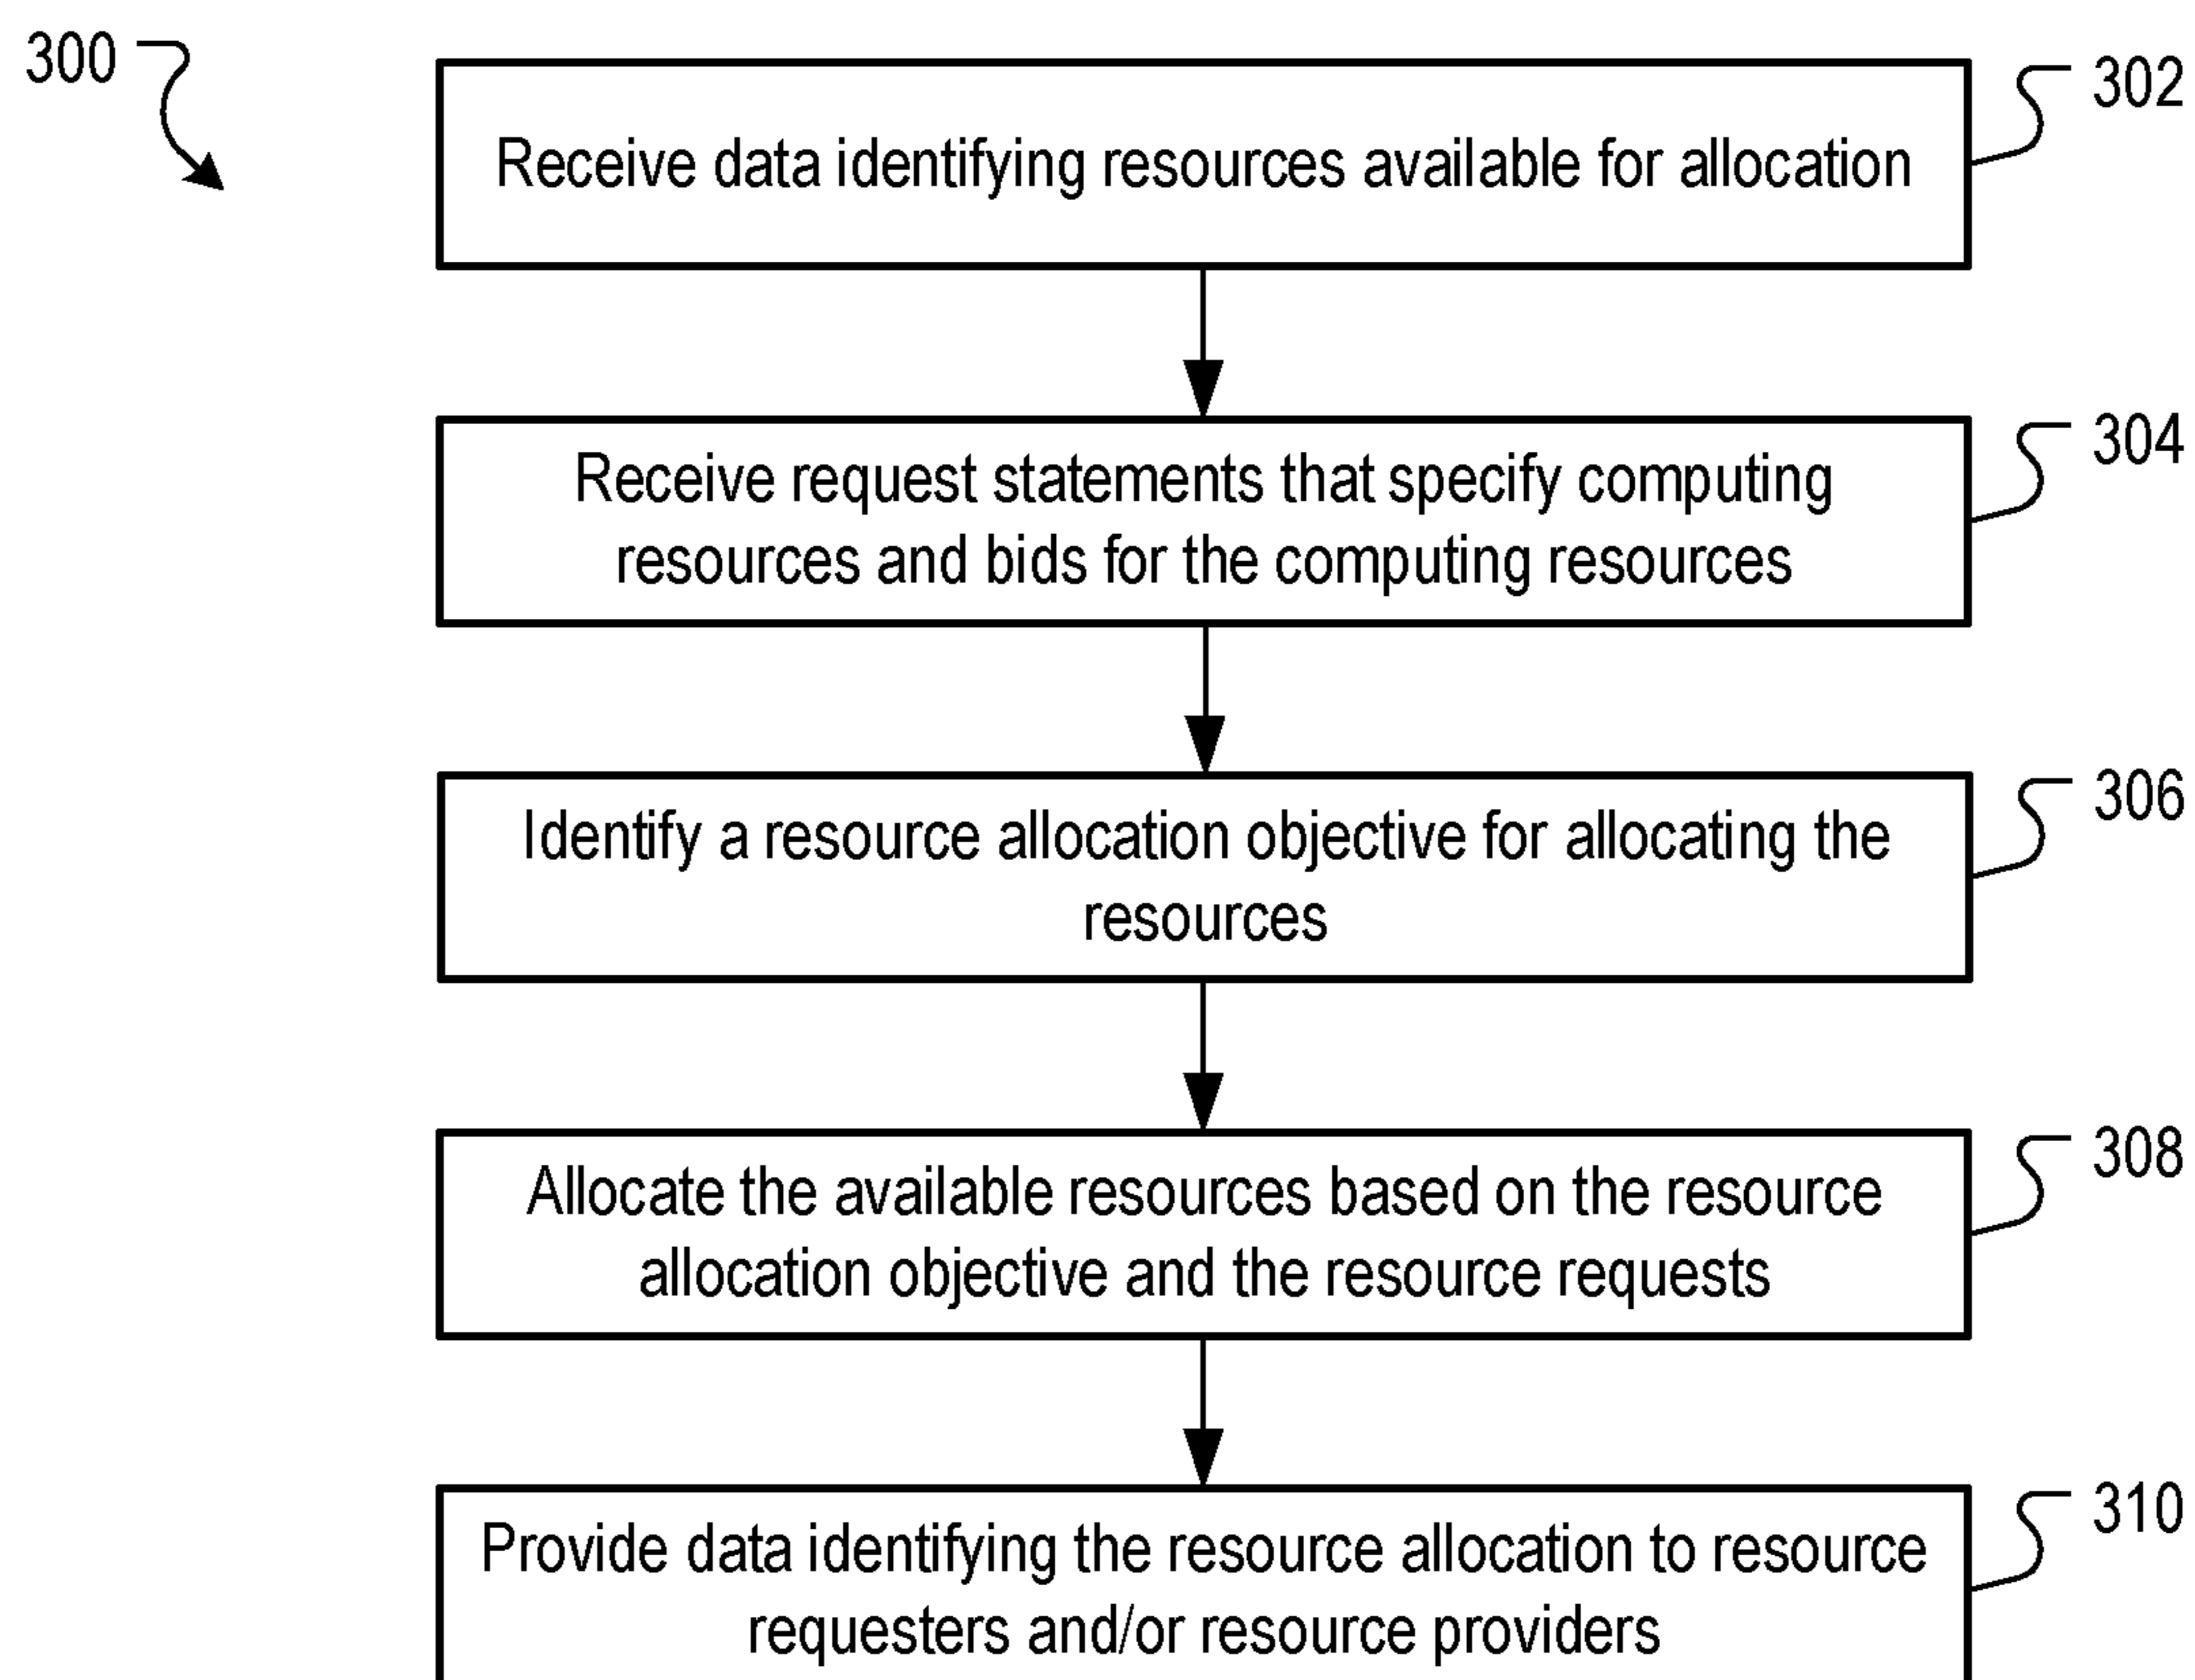 300
302
Receive data identifying resources available for allocation
304
Receive request statements that specify computing
resources and bids for the computing resources
306
Identify a resource allocation objective for allocating the
resources
308
Allocate the available resources based on the resource
allocation objective and the resource requests
310
Provide data identifying the resource allocation to resource
requesters and/or resource providers